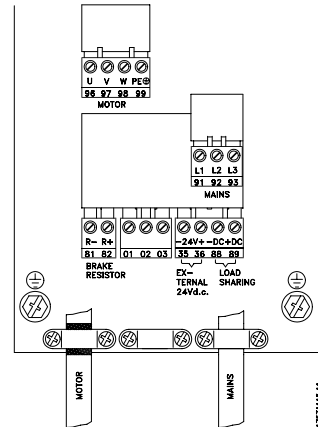 U V W PE
96 97 98 99
MOTOR
L1 L2 L3
91 92 93
MAINS
R- R+
81 82
01 02 03
-24V+ -DC+DC
35 36 88 89
BRAKE
RESISTOR
EX-
TERNAL
24Vd.c.
LOAD
SHARING
MOTOR
MAINS